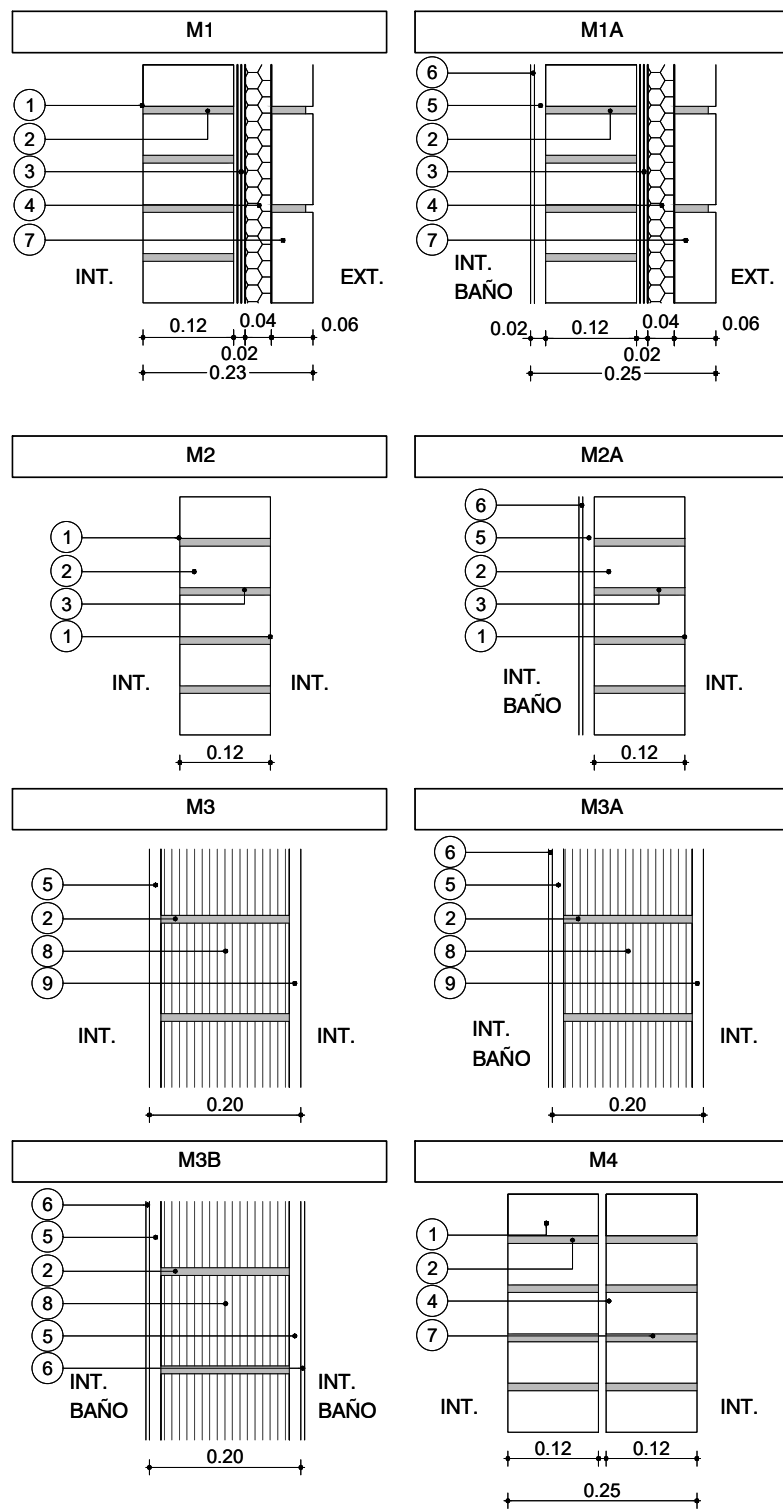 M1
1
2
3
4
7
INT.
EXT.
0.12
0.04
0.06
0.02
0.23
M1A
6
5
2
3
4
7
INT.
BAÑO
EXT.
0.02
0.12
0.04
0.06
0.02
0.25
M2
1
2
3
1
INT.
INT.
0.12
M2A
6
5
2
3
1
INT.
BAÑO
INT.
0.12
M3
5
2
8
9
INT.
INT.
0.20
M3A
6
5
2
8
9
INT.
BAÑO
INT.
0.20
M3B
6
5
2
8
5
6
INT.
BAÑO
INT.
BAÑO
0.20
M4
1
2
4
7
INT.
INT.
0.12
0.12
0.25